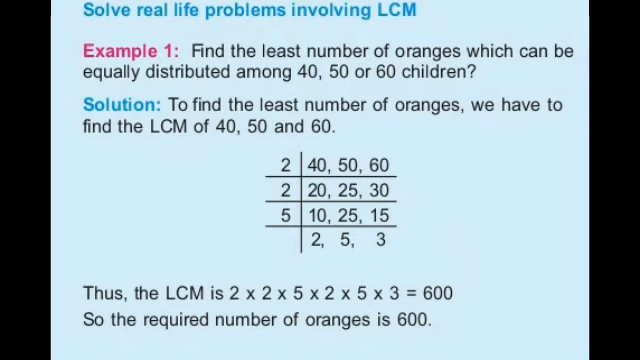 Solve real life problems involving LCM
Example 1: Find the least number of oranges which can be
equally distributed among 40, 50 or 60 children?
Solution: To find the least number of oranges, we have to
find the LCM of 40, 50 and 60.
2 | 40, 50, 60
2 | 20, 25, 30
5 | 10, 25, 15
| 2, 5, 3
Thus, the LCM is 2 x 2 x 5 x 2 x 5 x 3 = 600
So the required number of oranges is 600.